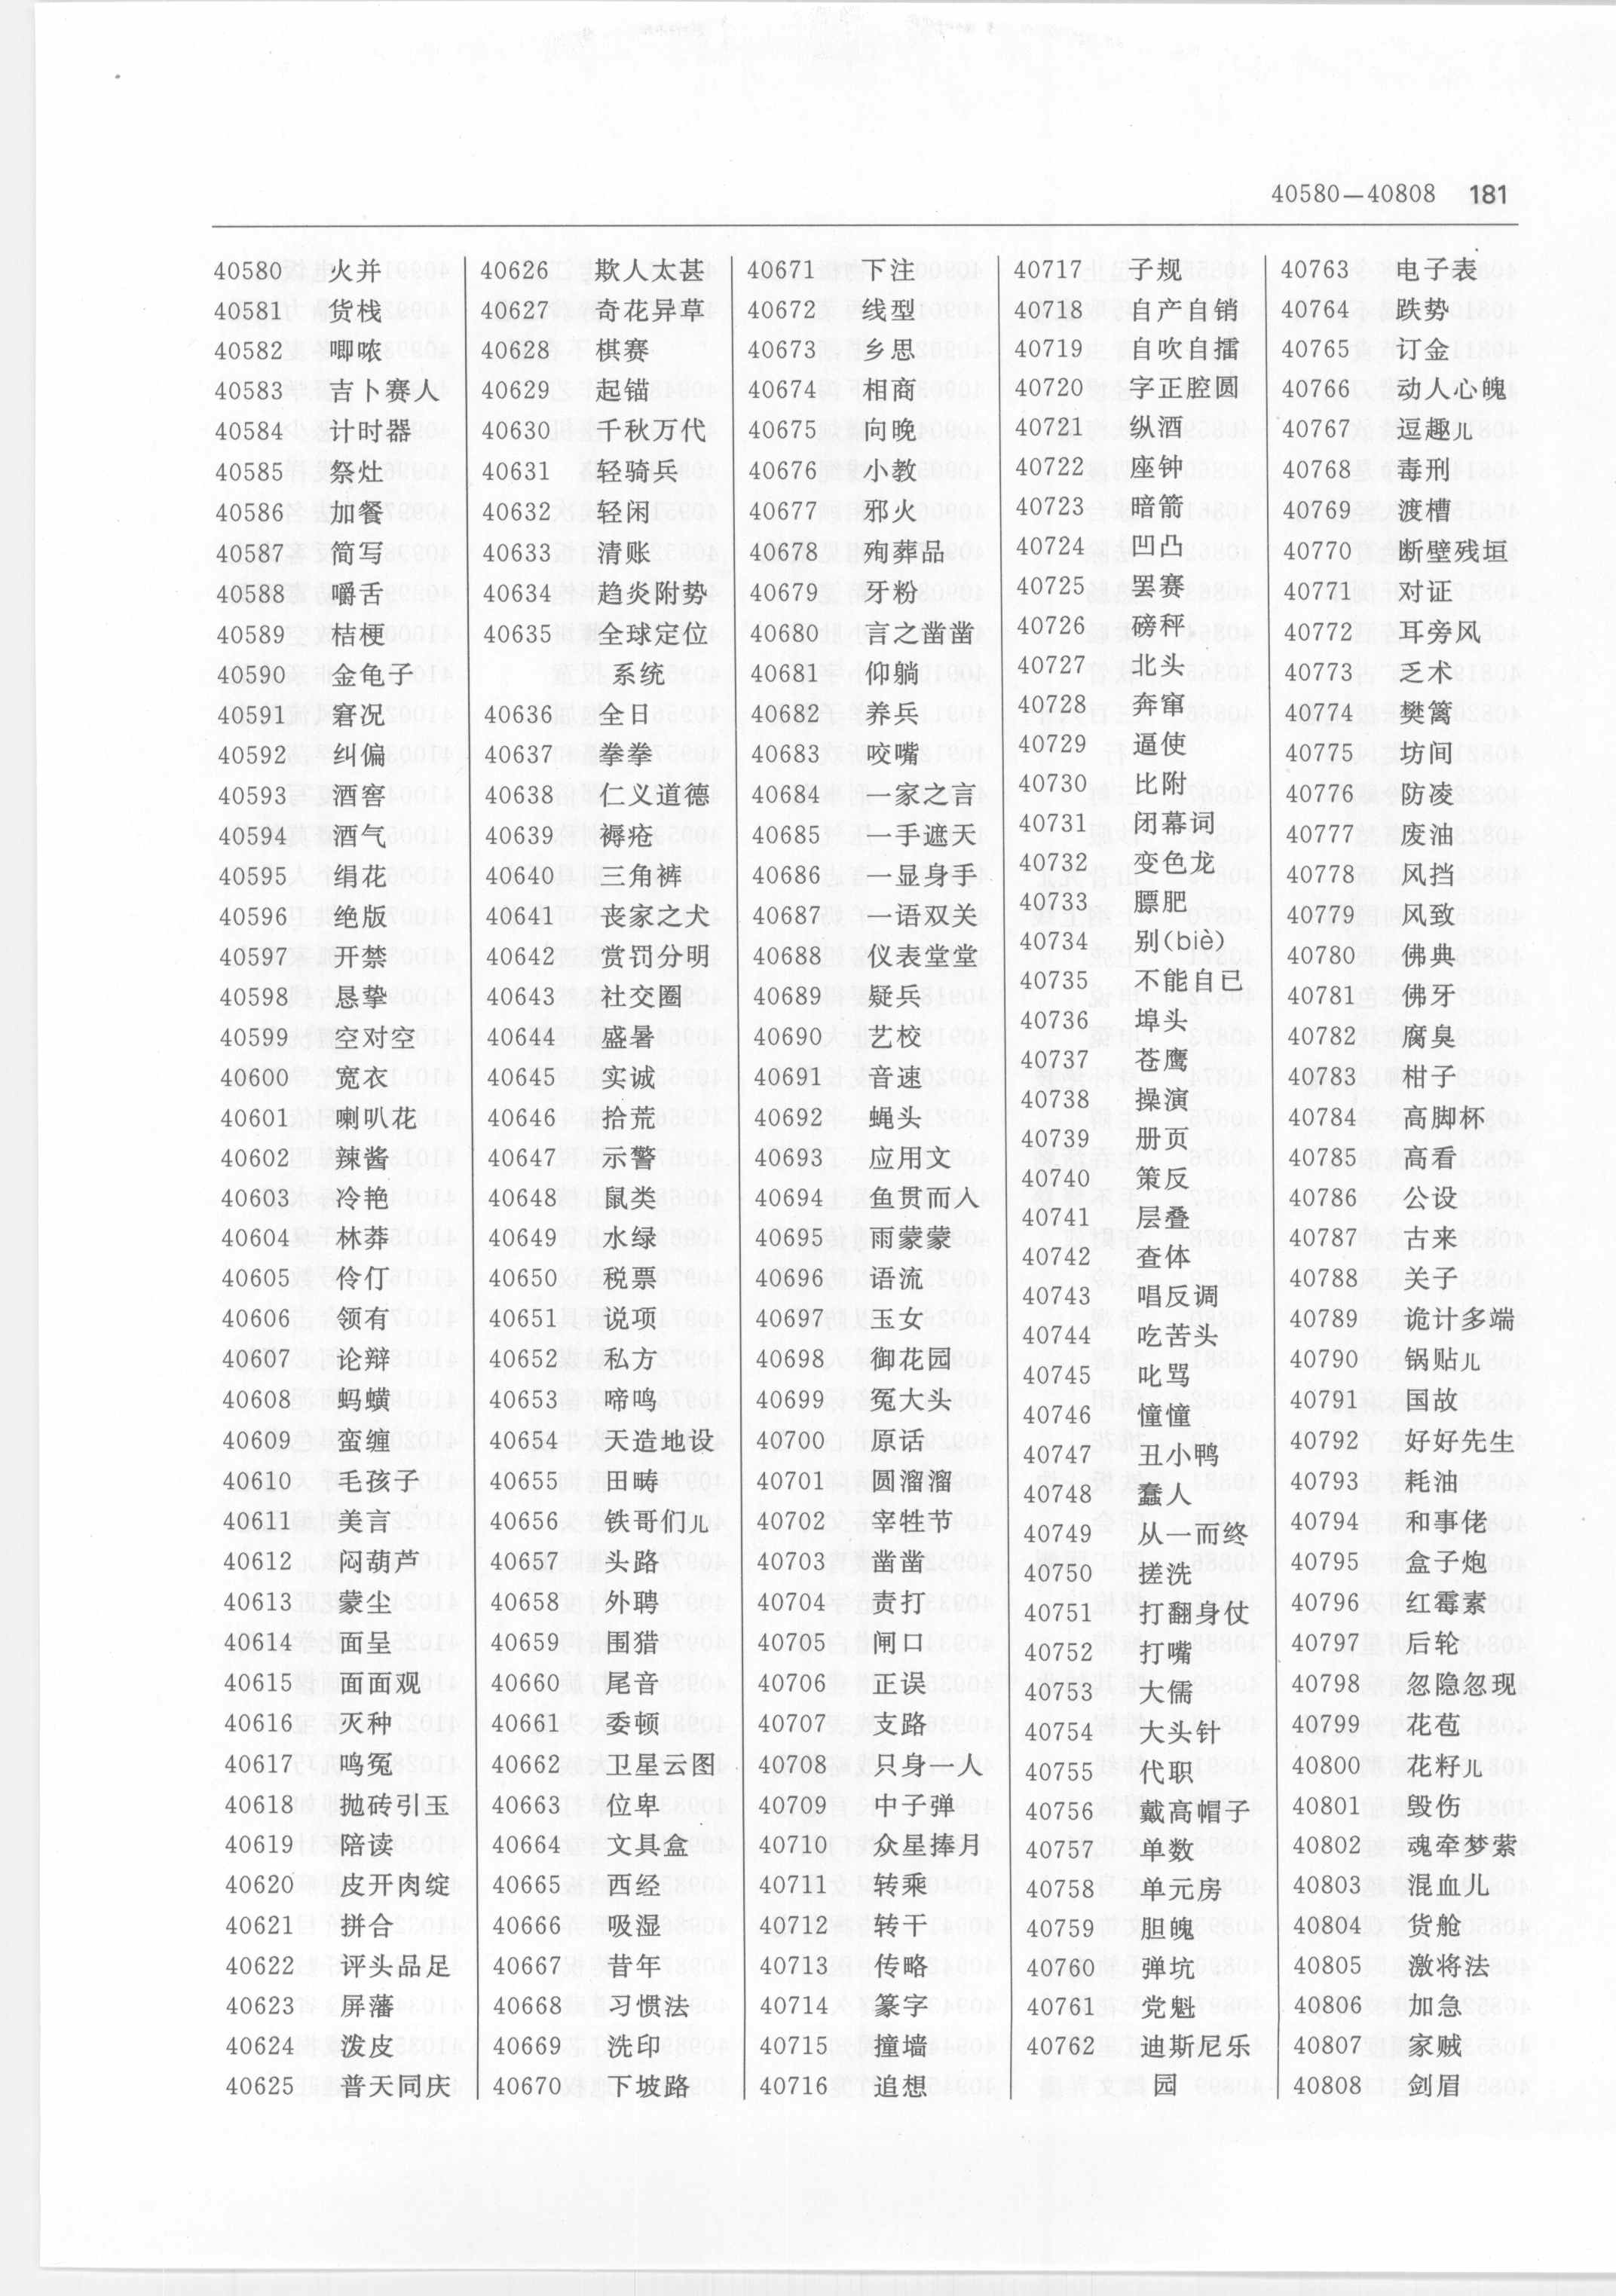 40580—40808 181
40580 火并
40581 货栈
40582 唧哝
40583 吉卜赛人
40584 计时器
40585 祭灶
40586 加餐
40587 简写
40588 嚼舌
40589 桔梗
40590 金龟子
40591 窘况
40592 纠偏
40593 酒窖
40594 酒气
40595 绢花
40596 绝版
40597 开禁
40598 恳挚
40599 空对空
40600 宽衣
40601 喇叭花
40602 辣酱
40603 冷艳
40604 林莽
40605 伶仃
40606 领有
40607 论辩
40608 蚂蟥
40609 蛮缠
40610 毛孩子
40611 美言
40612 闷葫芦
40613 蒙尘
40614 面呈
40615 面面观
40616 灭种
40617 鸣冤
40618 抛砖引玉
40619 陪读
40620 皮开肉绽
40621 拼合
40622 评头品足
40623 屏藩
40624 泼皮
40625 普天同庆
40626 欺人太甚
40627 奇花异草
40628 棋赛
40629 起锚
40630 千秋万代
40631 轻骑兵
40632 轻闲
40633 清账
40634 趋炎附势
40635 全球定位
系统
40636 全日
40637 拳拳
40638 仁义道德
40639 褥疮
40640 三角裤
40641 丧家之犬
40642 赏罚分明
40643 社交圈
40644 盛暑
40645 实诚
40646 拾荒
40647 示警
40648 鼠类
40649 水绿
40650 税票
40651 说项
40652 私方
40653 啼鸣
40654 天造地设
40655 田畴
40656 铁哥们儿
40657 头路
40658 外聘
40659 围猎
40660 尾音
40661 委顿
40662 卫星云图
40663 位卑
40664 文具盒
40665 西经
40666 吸湿
40667 昔年
40668 习惯法
40669 洗印
40670 下坡路
40671 下注
40672 线型
40673 乡思
40674 相商
40675 向晚
40676 小教
40677 邪火
40678 殉葬品
40679 牙粉
40680 言之凿凿
40681 仰躺
40682 养兵
40683 咬嘴
40684 一家之言
40685 一手遮天
40686 一显身手
40687 一语双关
40688 仪表堂堂
40689 疑兵
40690 艺校
40691 音速
40692 蝇头
40693 应用文
40694 鱼贯而入
40695 雨蒙蒙
40696 语流
40697 玉女
40698 御花园
40699 冤大头
40700 原话
40701 圆溜溜
40702 宰牲节
40703 凿凿
40704 责打
40705 闸口
40706 正误
40707 支路
40708 只身一人
40709 中子弹
40710 众星捧月
40711 转乘
40712 转干
40713 传略
40714 篆字
40715 撞墙
40716 追想
40717 子规
40718 自产自销
40719 自吹自擂
40720 字正腔圆
40721 纵酒
40722 座钟
40723 暗箭
40724 凹凸
40725 罢赛
40726 磅秤
40727 北头
40728 奔窜
40729 逼使
40730 比附
40731 闭幕词
40732 变色龙
40733 膘肥
40734 别(biè)
40735 不能自已
40736 埠头
40737 苍鹰
40738 操演
40739 册页
40740 策反
40741 层叠
40742 查体
40743 唱反调
40744 吃苦头
40745 叱骂
40746 憧憧
40747 丑小鸭
40748 蠢人
40749 从一而终
40750 搓洗
40751 打翻身仗
40752 打嘴
40753 大儒
40754 大头针
40755 代职
40756 戴高帽子
40757 单数
40758 单元房
40759 胆魄
40760 弹坑
40761 党魁
40762 迪斯尼乐
园
40763 电子表
40764 跌势
40765 订金
40766 动人心魄
40767 逗趣儿
40768 毒刑
40769 渡槽
40770 断壁残垣
40771 对证
40772 耳旁风
40773 乏术
40774 樊篱
40775 坊间
40776 防凌
40777 废油
40778 风挡
40779 风致
40780 佛典
40781 佛牙
40782 腐臭
40783 柑子
40784 高脚杯
40785 高看
40786 公设
40787 古来
40788 关子
40789 诡计多端
40790 锅贴儿
40791 国故
40792 好好先生
40793 耗油
40794 和事佬
40795 盒子炮
40796 红霉素
40797 后轮
40798 忽隐忽现
40799 花苞
40800 花籽儿
40801 毁伤
40802 魂牵梦萦
40803 混血儿
40804 货舱
40805 激将法
40806 加急
40807 家贼
40808 剑眉